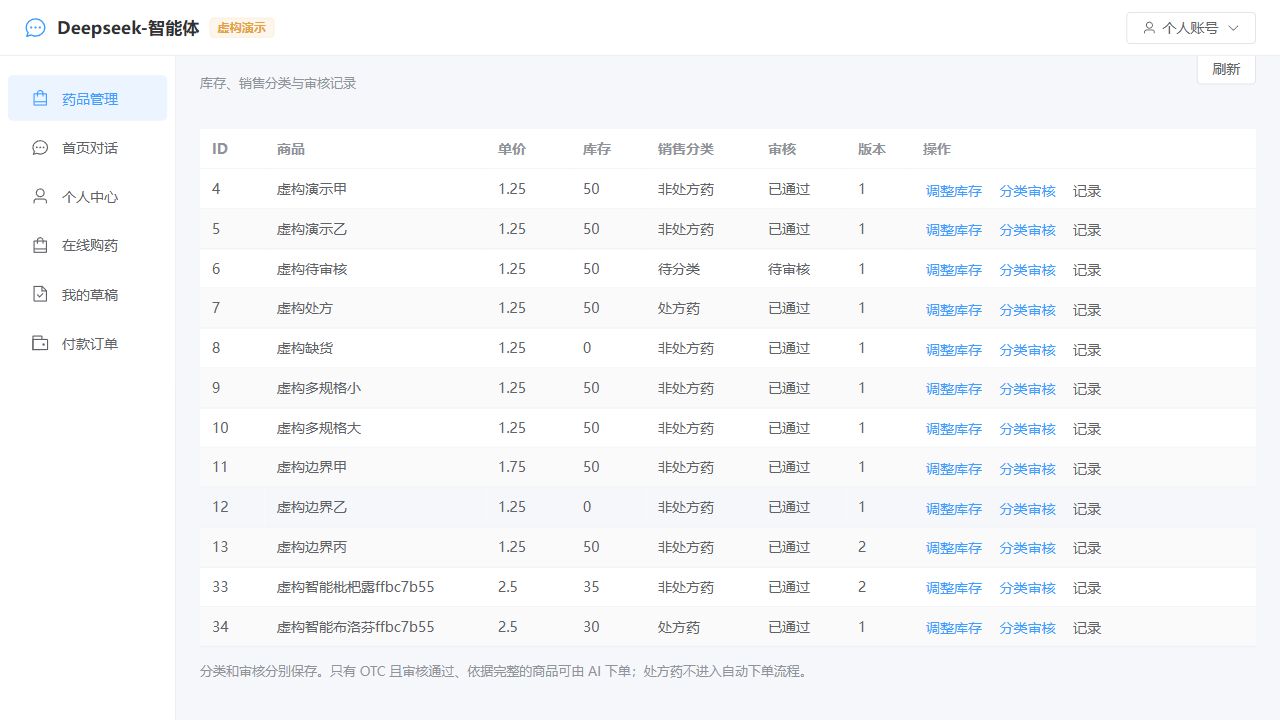 Deepseek-智能体 虚构演示 个人账号
药品管理
首页对话
个人中心
在线购药
我的草稿
付款订单
库存、销售分类与审核记录 刷新
ID 商品 单价 库存 销售分类 审核 版本 操作
4 虚构演示甲 1.25 50 非处方药 已通过 1 调整库存 分类审核 记录
5 虚构演示乙 1.25 50 非处方药 已通过 1 调整库存 分类审核 记录
6 虚构待审核 1.25 50 待分类 待审核 1 调整库存 分类审核 记录
7 虚构处方 1.25 50 处方药 已通过 1 调整库存 分类审核 记录
8 虚构缺货 1.25 0 非处方药 已通过 1 调整库存 分类审核 记录
9 虚构多规格小 1.25 50 非处方药 已通过 1 调整库存 分类审核 记录
10 虚构多规格大 1.25 50 非处方药 已通过 1 调整库存 分类审核 记录
11 虚构边界甲 1.75 50 非处方药 已通过 1 调整库存 分类审核 记录
12 虚构边界乙 1.25 0 非处方药 已通过 1 调整库存 分类审核 记录
13 虚构边界丙 1.25 50 非处方药 已通过 2 调整库存 分类审核 记录
33 虚构智能枇杷露ffbc7b55 2.5 35 非处方药 已通过 2 调整库存 分类审核 记录
34 虚构智能布洛芬ffbc7b55 2.5 30 处方药 已通过 1 调整库存 分类审核 记录
分类和审核分别保存。只有 OTC 且审核通过、依据完整的商品可由 AI 下单；处方药不进入自动下单流程。